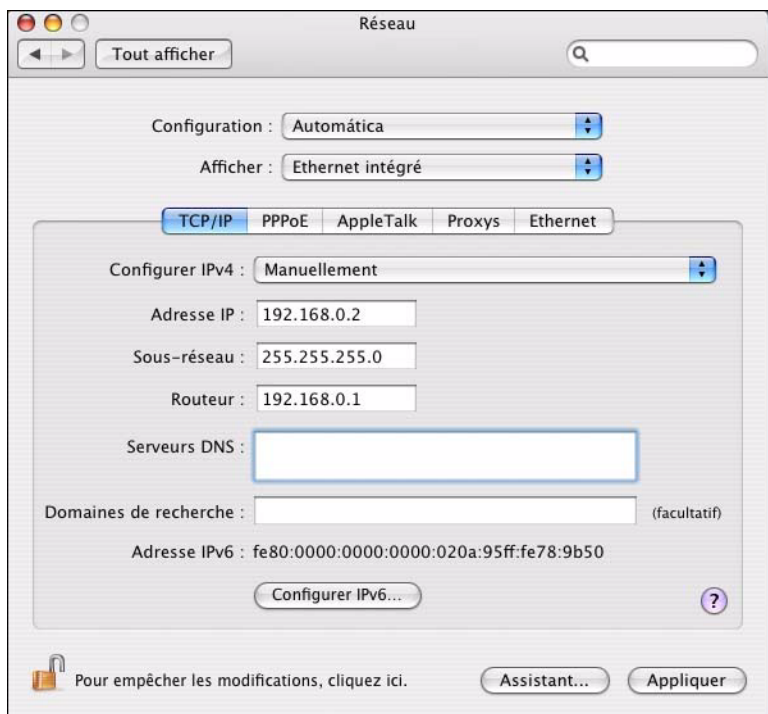 Réseau
Tout afficher
Configuration : Automática
Afficher : Ethernet intégré
TCP/IP PPPoE AppleTalk Proxys Ethernet
Configurer IPv4 : Manuellement
Adresse IP : 192.168.0.2
Sous-réseau : 255.255.255.0
Routeur : 192.168.0.1
Serveurs DNS :
Domaines de recherche : (facultatif)
Adresse IPv6 : fe80:0000:0000:0000:020a:95ff:fe78:9b50
Configurer IPv6... ?
Pour empêcher les modifications, cliquez ici. Assistant... Appliquer